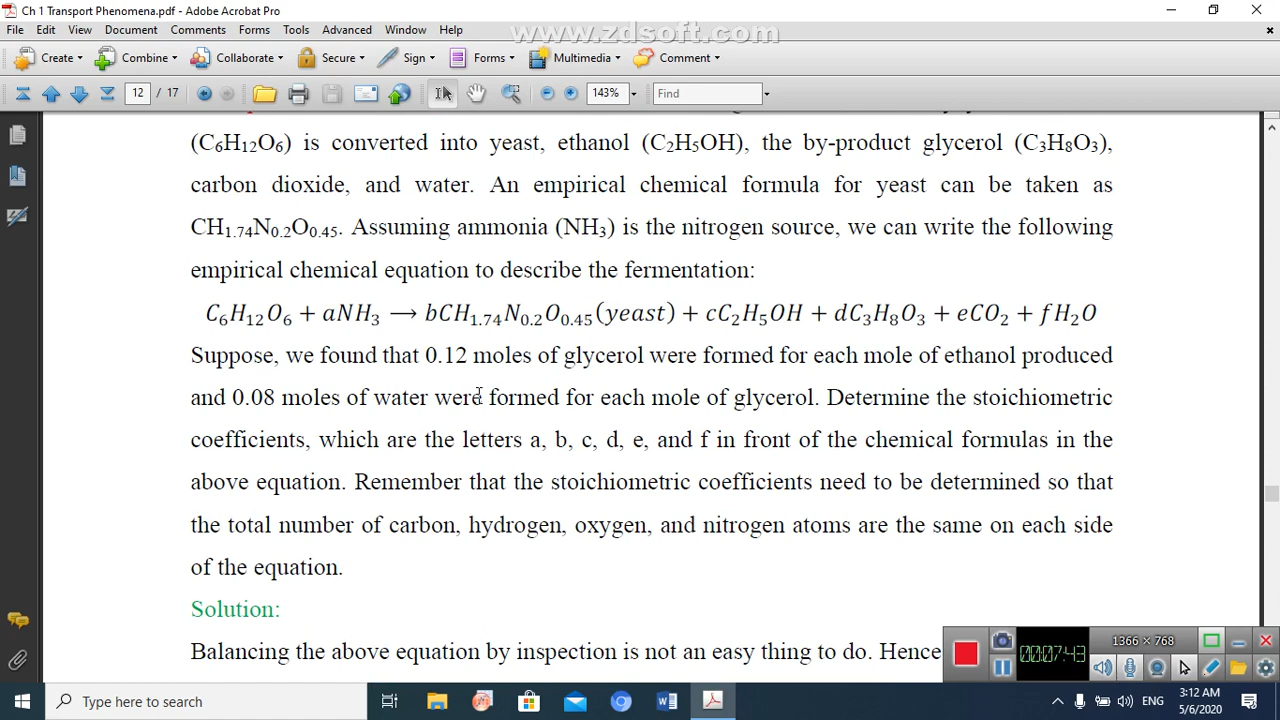 Ch 1 Transport Phenomena.pdf - Adobe Acrobat Pro
www.zdsoft.com
File Edit View Document Comments Forms Tools Advanced Window Help
Create Combine Collaborate Secure Sign Forms Multimedia Comment
12 / 17 143% Find
(C6H12O6) is converted into yeast, ethanol (C2H5OH), the by-product glycerol (C3H8O3),
carbon dioxide, and water. An empirical chemical formula for yeast can be taken as
CH1.74N0.2O0.45. Assuming ammonia (NH3) is the nitrogen source, we can write the following
empirical chemical equation to describe the fermentation:
C6H12O6 + aNH3 ⟶ bCH1.74N0.2O0.45(yeast) + cC2H5OH + dC3H8O3 + eCO2 + fH2O
Suppose, we found that 0.12 moles of glycerol were formed for each mole of ethanol produced
and 0.08 moles of water were formed for each mole of glycerol. Determine the stoichiometric
coefficients, which are the letters a, b, c, d, e, and f in front of the chemical formulas in the
above equation. Remember that the stoichiometric coefficients need to be determined so that
the total number of carbon, hydrogen, oxygen, and nitrogen atoms are the same on each side
of the equation.
Solution:
Balancing the above equation by inspection is not an easy thing to do. Hence
1366 × 768
00:07:43
Type here to search
ENG
3:12 AM
5/6/2020